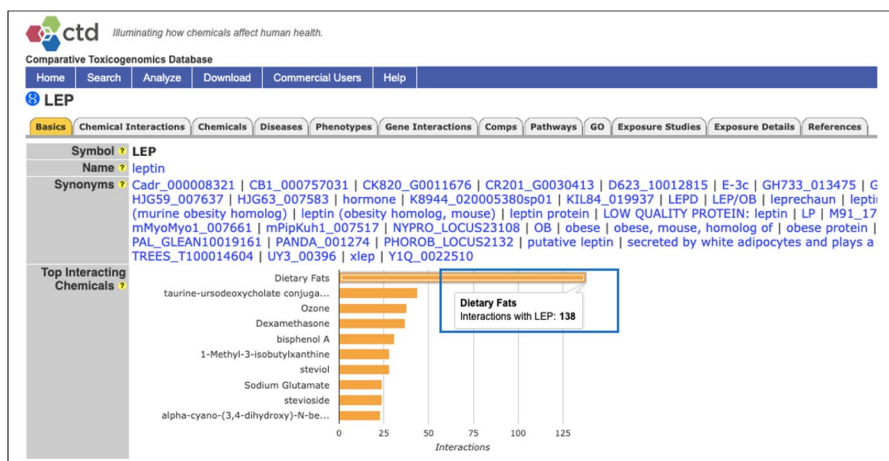 ctd Illuminating how chemicals affect human health.
Comparative Toxicogenomics Database
Home Search Analyze Download Commercial Users Help
LEP
Basics Chemical Interactions Chemicals Diseases Phenotypes Gene Interactions Comps Pathways GO Exposure Studies Exposure Details References
Symbol ? LEP
Name ? leptin
Synonyms ? Cadr_000008321 | CB1_000757031 | CK820_G0011676 | CR201_G0030413 | D623_10012815 | E-3c | GH733_013475 | G
HJG59_007637 | HJG63_007583 | hormone | K8944_020005380sp01 | KIL84_019937 | LEPD | LEP/OB | leprechaun | lepti
(murine obesity homolog) | leptin (obesity homolog, mouse) | leptin protein | LOW QUALITY PROTEIN: leptin | LP | M91_17
mMyoMyo1_007661 | mPipKuh1_007517 | NYPRO_LOCUS23108 | OB | obese | obese, mouse, homolog of | obese protein |
PAL_GLEAN10019161 | PANDA_001274 | PHOROB_LOCUS2132 | putative leptin | secreted by white adipocytes and plays a
TREES_T100014604 | UY3_00396 | xlep | Y1Q_0022510
Top Interacting
Chemicals ?
Dietary Fats
taurine-ursodeoxycholate conjuga...
Ozone
Dexamethasone
bisphenol A
1-Methyl-3-isobutylxanthine
steviol
Sodium Glutamate
stevioside
alpha-cyano-(3,4-dihydroxy)-N-be...
Dietary Fats
Interactions with LEP: 138
0 25 50 75 100 125
Interactions